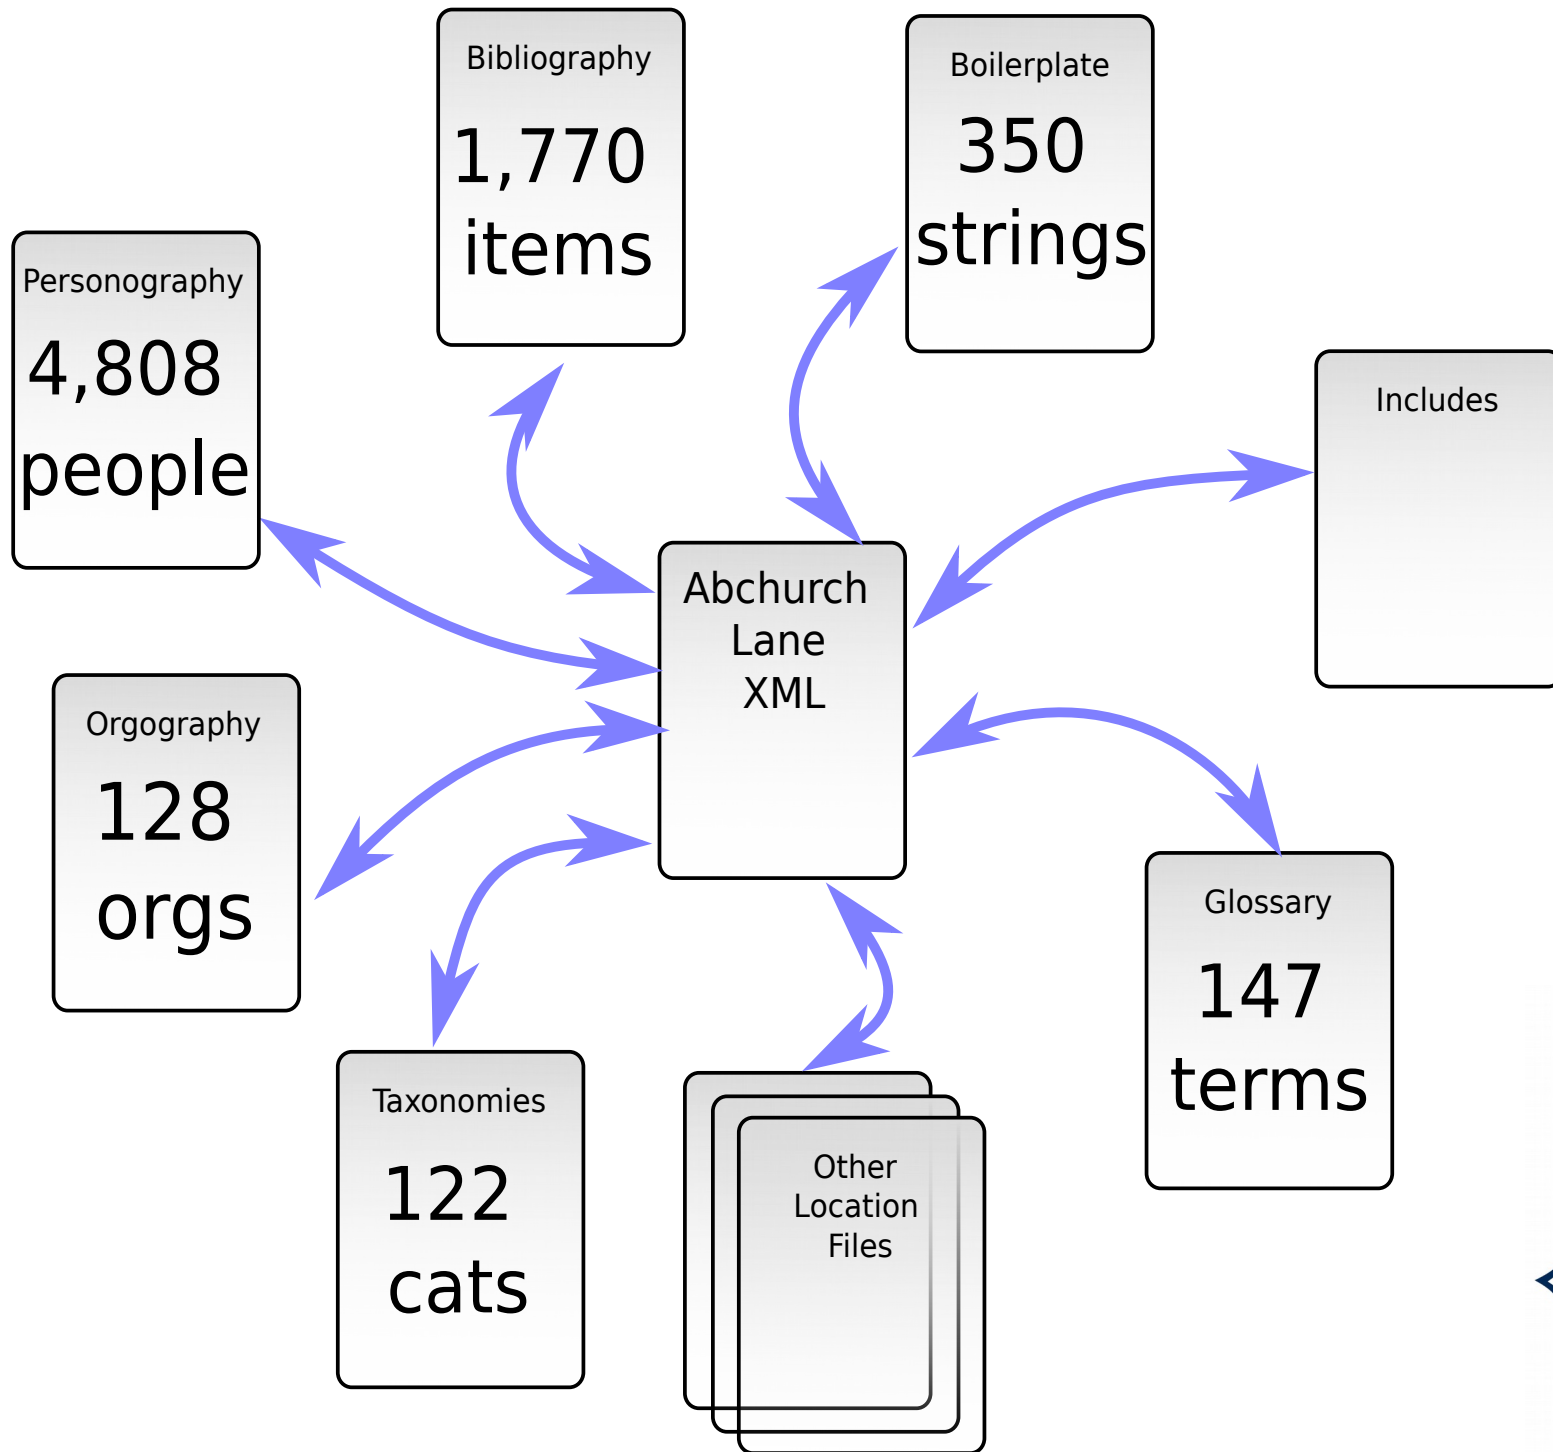 Bibliography
1,770
items
Boilerplate
350
strings
Personography
4,808
people
Includes
Abchurch
Lane
XML
Orgography
128
orgs
Glossary
147
terms
Taxonomies
122
cats
Other
Location
Files